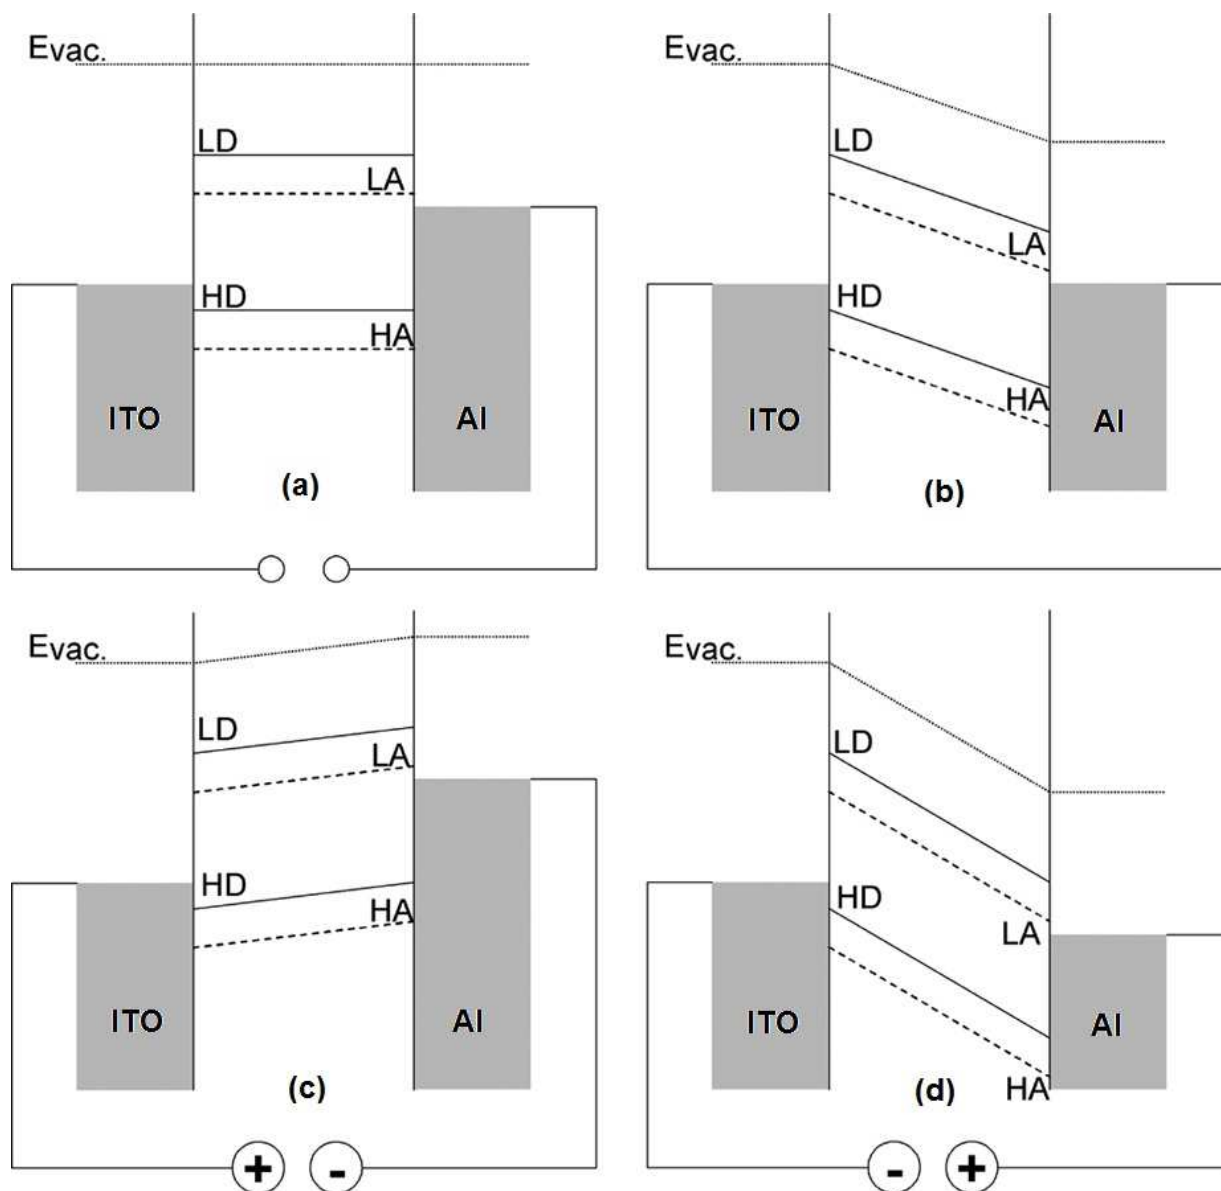 Evac.
LD
LA
HD
HA
ITO
Al
(a)
Evac.
LD
LA
HD
HA
ITO
Al
(b)
Evac.
LD
LA
HD
HA
ITO
Al
(c)
+ -
Evac.
LD
LA
HD
ITO
Al
HA
(d)
- +